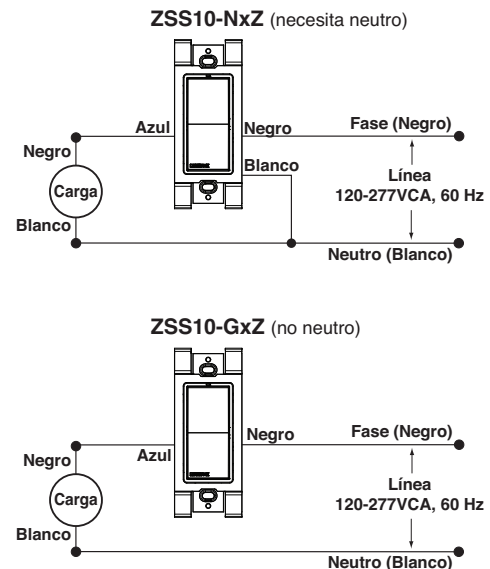 ZSS10-NxZ (necesita neutro)
Azul
Negro
Fase (Negro)
Negro
Blanco
Línea
120-277VCA, 60 Hz
Carga
Blanco
Neutro (Blanco)
ZSS10-GxZ (no neutro)
Negro
Fase (Negro)
Azul
Negro
Línea
120-277VCA, 60 Hz
Carga
Blanco
Neutro (Blanco)